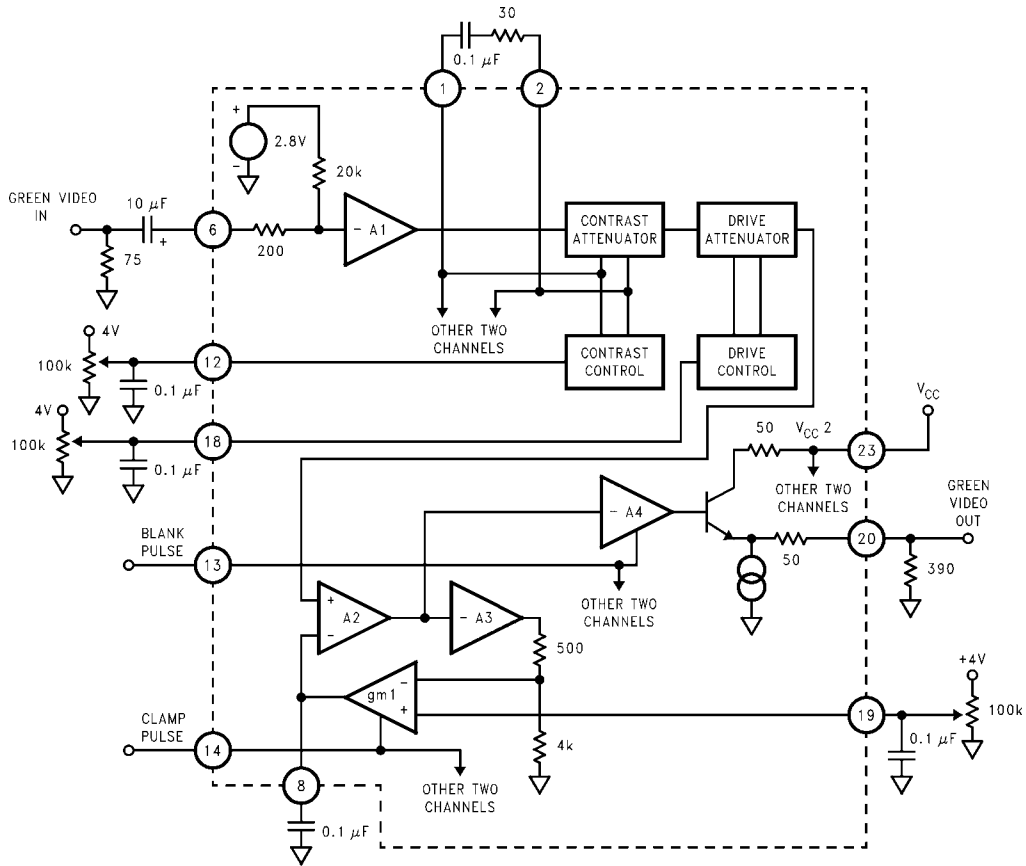 30
0.1 µF
1
2
+
2.8V
−
20k
GREEN VIDEO
IN
10 µF
+
6
75
200
− A1
CONTRAST
ATTENUATOR
DRIVE
ATTENUATOR
OTHER TWO
CHANNELS
4V
100k
0.1 µF
12
CONTRAST
CONTROL
DRIVE
CONTROL
4V
100k
0.1 µF
18
50
VCC 2
23
VCC
OTHER TWO
CHANNELS
− A4
GREEN
VIDEO
OUT
20
50
390
BLANK
PULSE
13
OTHER TWO
CHANNELS
+
A2
−
− A3
500
gm1
−
+
+4V
19
100k
0.1 µF
CLAMP
PULSE
14
4k
OTHER TWO
CHANNELS
8
0.1 µF